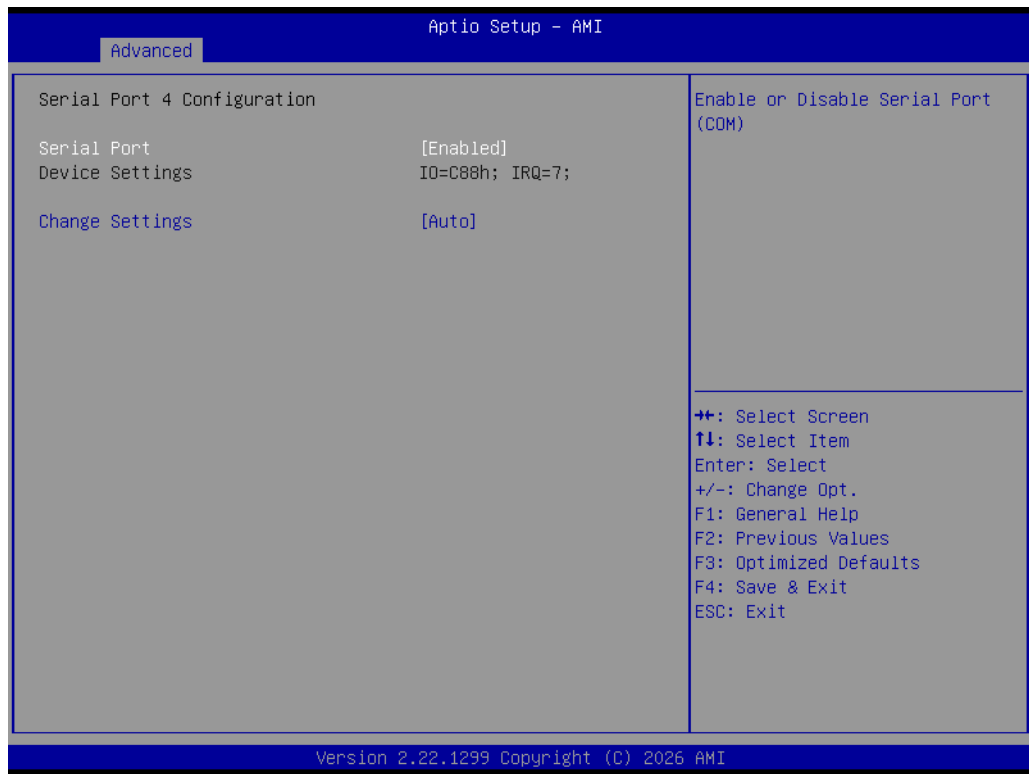 Aptio Setup – AMI
Advanced
Serial Port 4 Configuration
Serial Port [Enabled]
Device Settings IO=C88h; IRQ=7;
Change Settings [Auto]
Enable or Disable Serial Port
(COM)
→←: Select Screen
↑↓: Select Item
Enter: Select
+/-: Change Opt.
F1: General Help
F2: Previous Values
F3: Optimized Defaults
F4: Save & Exit
ESC: Exit
Version 2.22.1299 Copyright (C) 2026 AMI